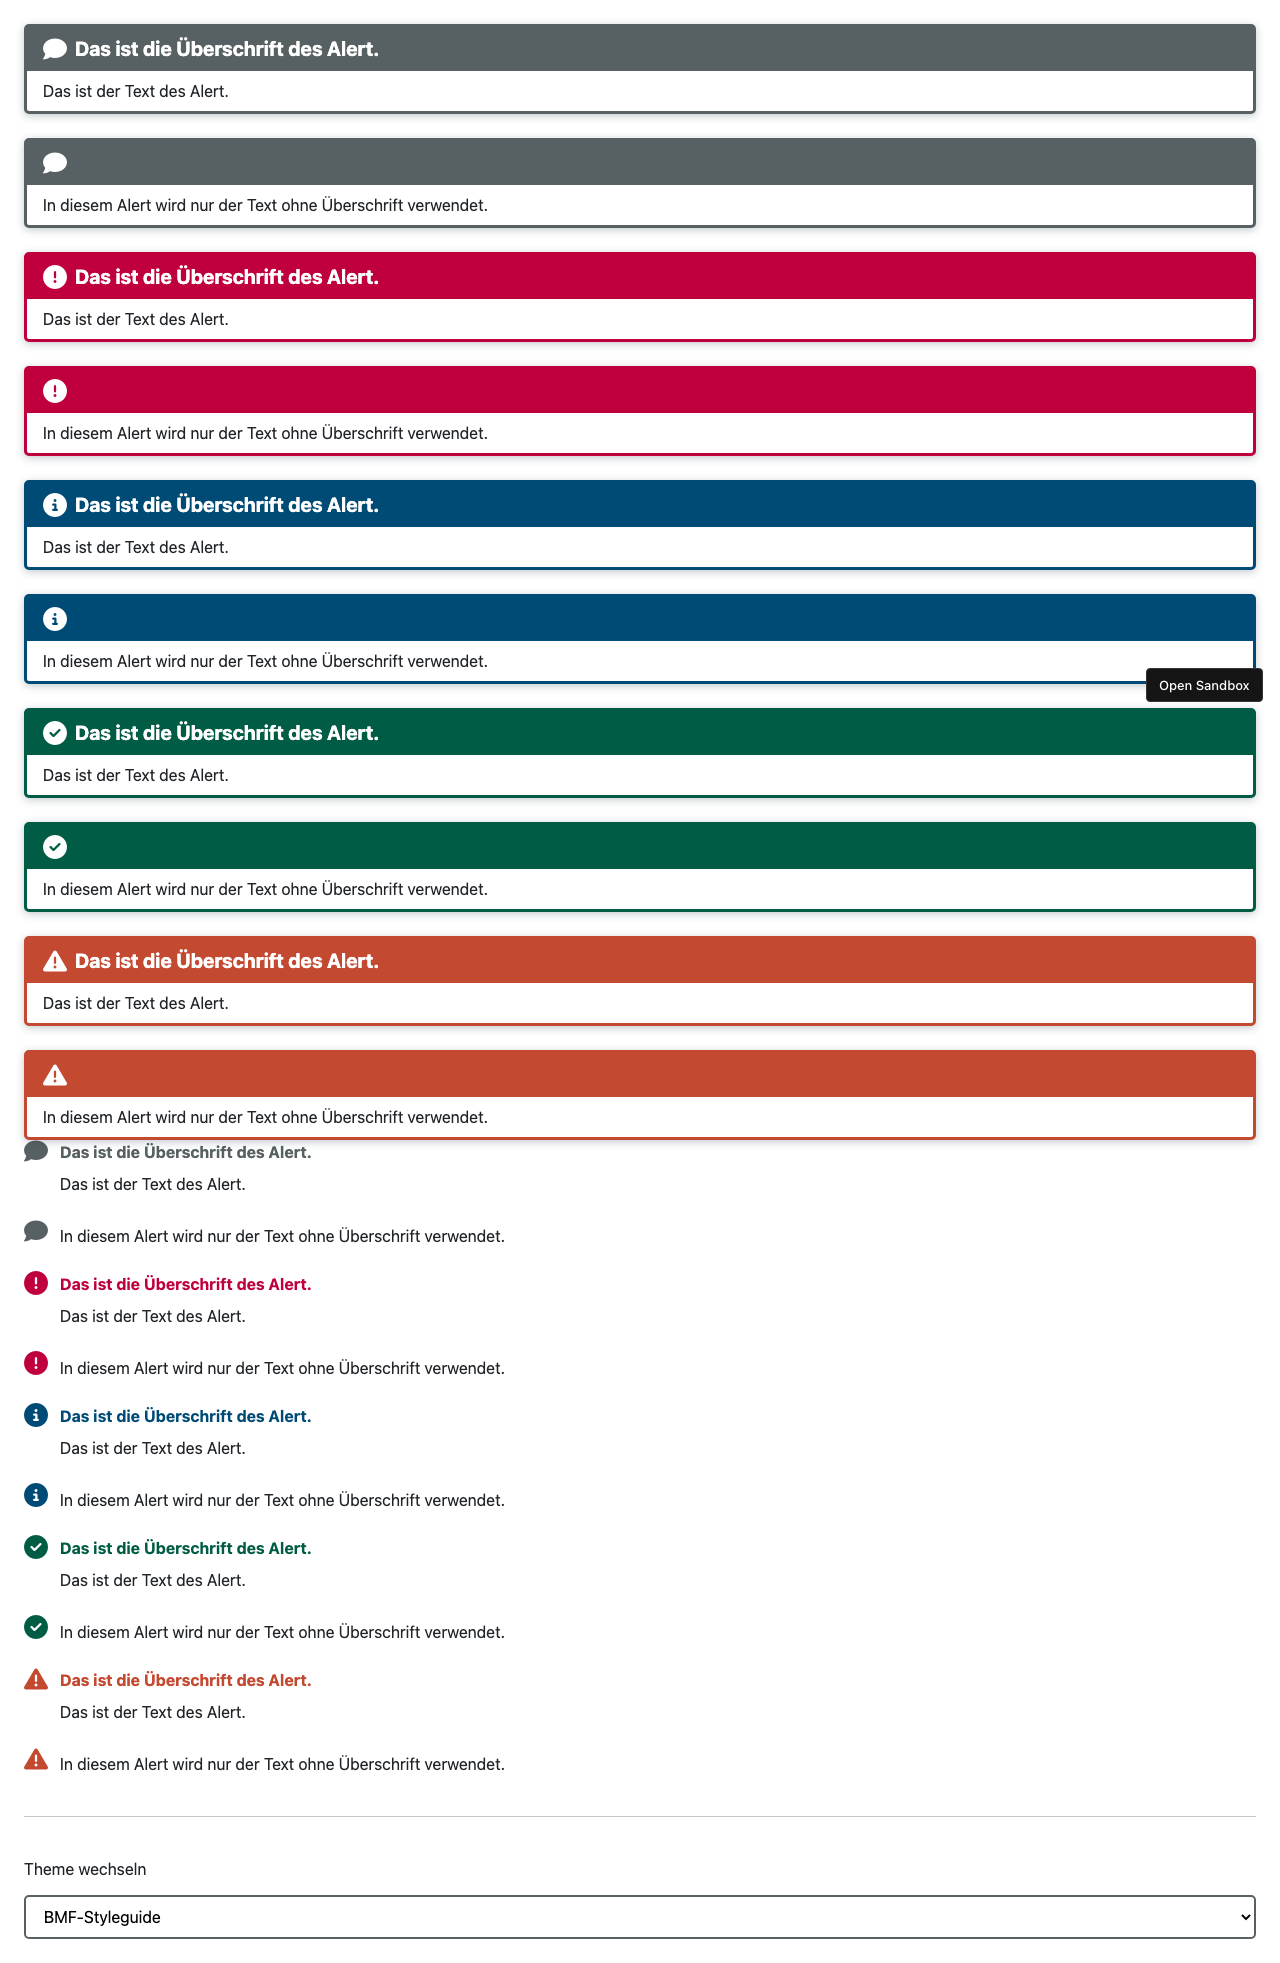 Das ist die Überschrift des Alert.
Das ist der Text des Alert.
In diesem Alert wird nur der Text ohne Überschrift verwendet.
Das ist die Überschrift des Alert.
Das ist der Text des Alert.
In diesem Alert wird nur der Text ohne Überschrift verwendet.
Das ist die Überschrift des Alert.
Das ist der Text des Alert.
In diesem Alert wird nur der Text ohne Überschrift verwendet.
Open Sandbox
Das ist die Überschrift des Alert.
Das ist der Text des Alert.
In diesem Alert wird nur der Text ohne Überschrift verwendet.
Das ist die Überschrift des Alert.
Das ist der Text des Alert.
In diesem Alert wird nur der Text ohne Überschrift verwendet.
Das ist die Überschrift des Alert.
Das ist der Text des Alert.
In diesem Alert wird nur der Text ohne Überschrift verwendet.
Das ist die Überschrift des Alert.
Das ist der Text des Alert.
In diesem Alert wird nur der Text ohne Überschrift verwendet.
Das ist die Überschrift des Alert.
Das ist der Text des Alert.
In diesem Alert wird nur der Text ohne Überschrift verwendet.
Das ist die Überschrift des Alert.
Das ist der Text des Alert.
In diesem Alert wird nur der Text ohne Überschrift verwendet.
Das ist die Überschrift des Alert.
Das ist der Text des Alert.
In diesem Alert wird nur der Text ohne Überschrift verwendet.
Theme wechseln
BMF-Styleguide